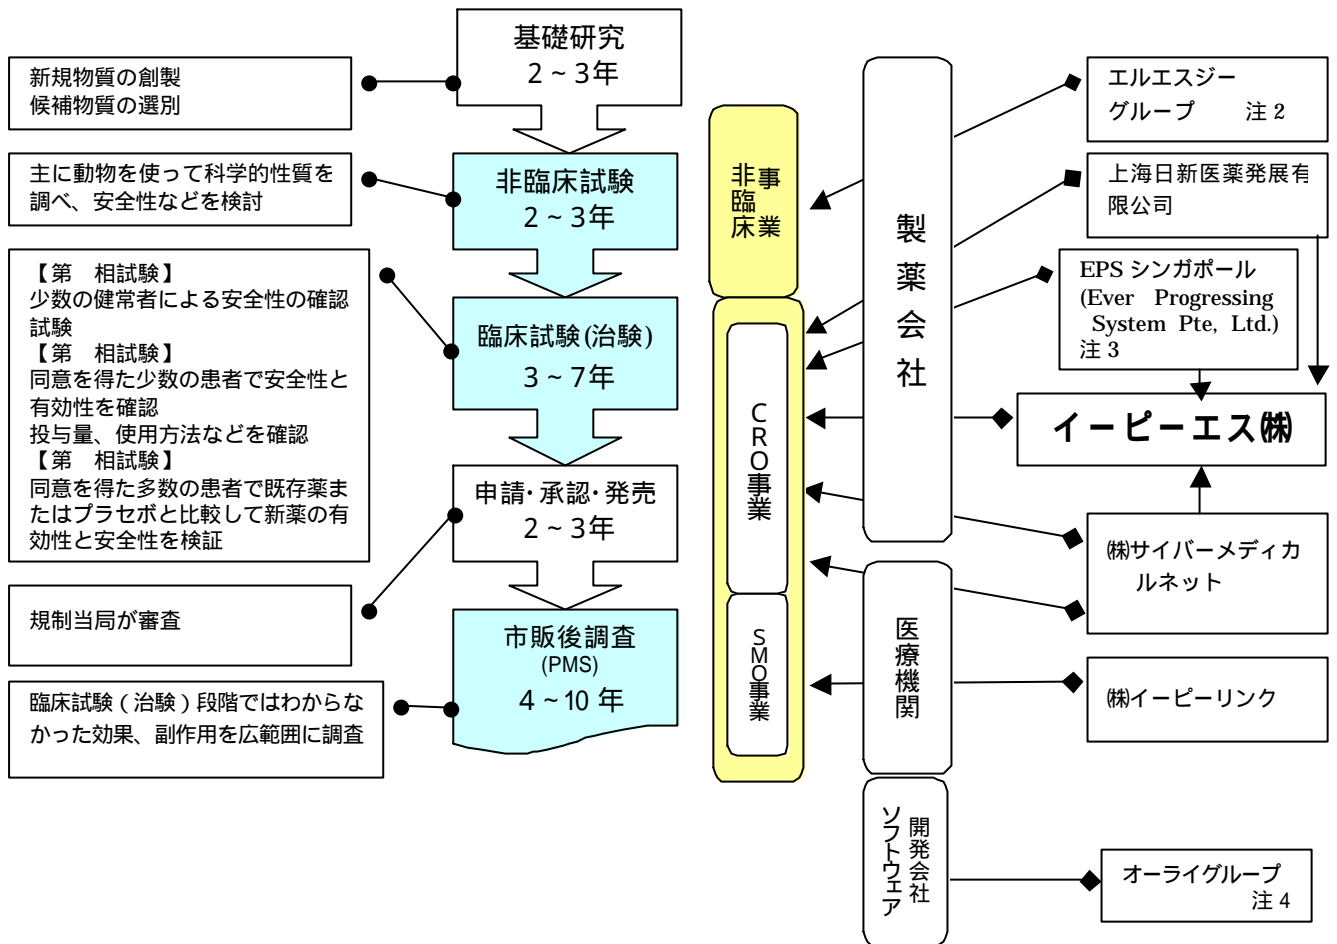 基礎研究
2 ~ 3年
新規物質の創製
候補物質の選別
非臨床試験
2 ~ 3年
主に動物を使って科学的性質を
調べ、安全性などを検討
臨床試験(治験)
3 ~ 7年
【第 相試験】
少数の健常者による安全性の確認
試験
【第 相試験】
同意を得た少数の患者で安全性と
有効性を確認
投与量、使用方法などを確認
【第 相試験】
同意を得た多数の患者で既存薬ま
たはプラセボと比較して新薬の有
効性と安全性を検証
申請・承認・発売
2 ~ 3年
規制当局が審査
市販後調査
(PMS)
4 ~ 10 年
臨床試験(治験)段階ではわからな
かった効果、副作用を広範囲に調査
非臨床
事業
CRO事業
SMO事業
製薬会社
医療機関
ソフトウェア
開発会社
エルエスジー
グループ 注 2
上海日新医薬発展有
限公司
EPS シンガポール
(Ever Progressing
System Pte, Ltd.)
注 3
イーピーエス㈱
㈱サイバーメディカ
ルネット
㈱イーピーリンク
オーライグループ
注 4